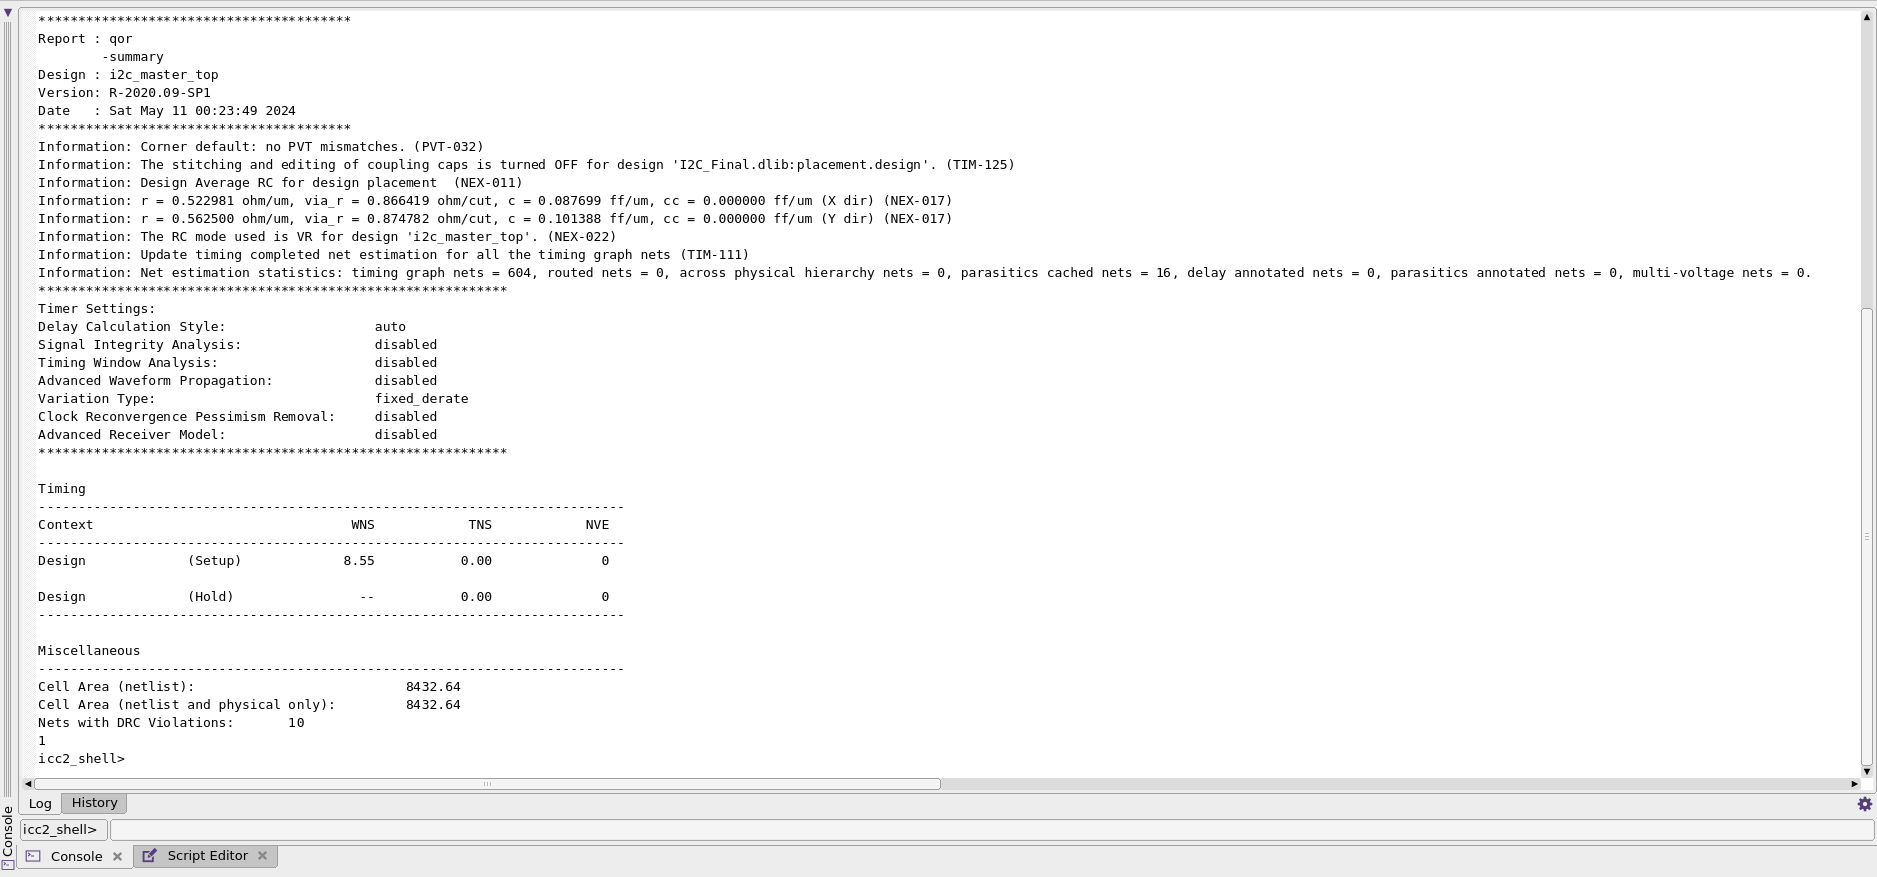 ****************************************
Report : qor
        -summary
Design : i2c_master_top
Version: R-2020.09-SP1
Date   : Sat May 11 00:23:49 2024
****************************************
Information: Corner default: no PVT mismatches. (PVT-032)
Information: The stitching and editing of coupling caps is turned OFF for design 'I2C_Final.dlib:placement.design'. (TIM-125)
Information: Design Average RC for design placement  (NEX-011)
Information: r = 0.522981 ohm/um, via_r = 0.866419 ohm/cut, c = 0.087699 ff/um, cc = 0.000000 ff/um (X dir) (NEX-017)
Information: r = 0.562500 ohm/um, via_r = 0.874782 ohm/cut, c = 0.101388 ff/um, cc = 0.000000 ff/um (Y dir) (NEX-017)
Information: The RC mode used is VR for design 'i2c_master_top'. (NEX-022)
Information: Update timing completed net estimation for all the timing graph nets (TIM-111)
Information: Net estimation statistics: timing graph nets = 604, routed nets = 0, across physical hierarchy nets = 0, parasitics cached nets = 16, delay annotated nets = 0, parasitics annotated nets = 0, multi-voltage nets = 0.
************************************************************
Timer Settings:
Delay Calculation Style:                   auto
Signal Integrity Analysis:                 disabled
Timing Window Analysis:                    disabled
Advanced Waveform Propagation:             disabled
Variation Type:                            fixed_derate
Clock Reconvergence Pessimism Removal:     disabled
Advanced Receiver Model:                   disabled
************************************************************
Timing
---------------------------------------------------------------------------
Context                                 WNS            TNS            NVE
---------------------------------------------------------------------------
Design             (Setup)             8.55           0.00              0
Design             (Hold)                --           0.00              0
---------------------------------------------------------------------------
Miscellaneous
---------------------------------------------------------------------------
Cell Area (netlist):                           8432.64
Cell Area (netlist and physical only):         8432.64
Nets with DRC Violations:       10
1
icc2_shell>
Log History
Console
icc2_shell>
Console Script Editor